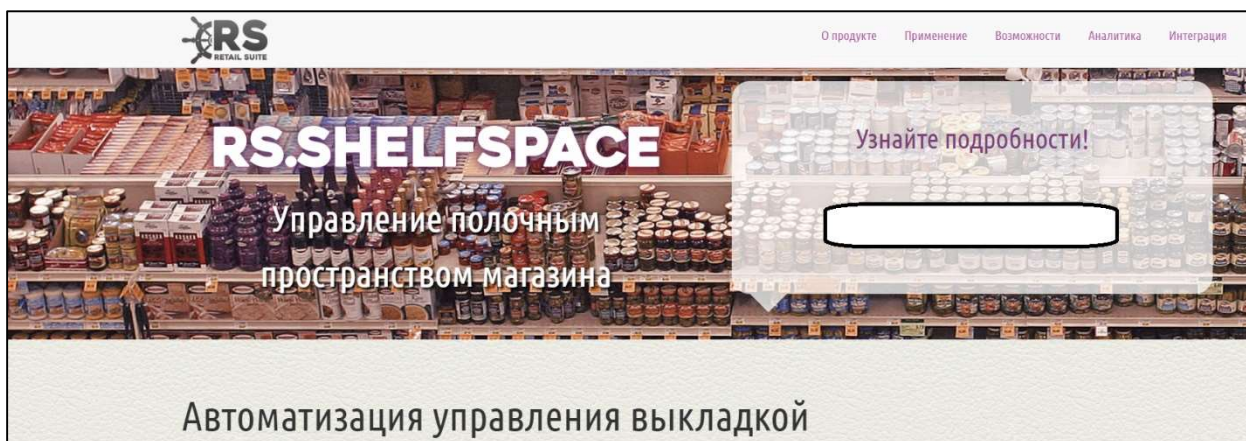 RS
RETAIL SUITE
О продукте Применение Возможности Аналитика Интеграция
RS.SHELFSPACE
Управление полочным
пространством магазина
Узнайте подробности!
Автоматизация управления выкладкой